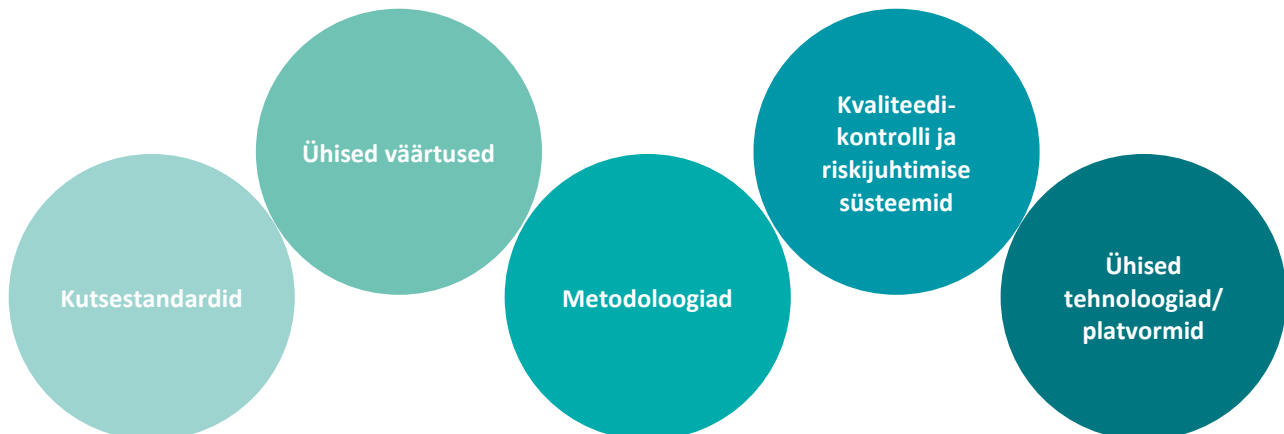 Kutsestandardid
Ühised väärtused
Metodoloogiad
Kvaliteedi-
kontrolli ja
riskijuhtimise
süsteemid
Ühised
tehnoloogiad/
platvormid